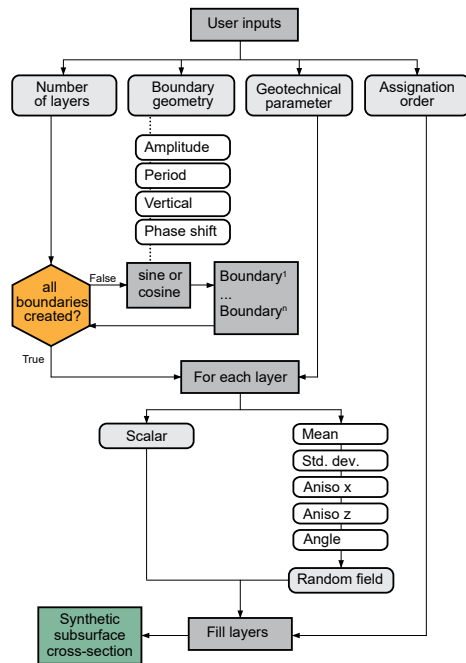 User inputs
Number
of layers
Boundary
geometry
Geotechnical
parameter
Assignation
order
Amplitude
Period
Vertical
Phase shift
all
boundaries
created?
False
sine or
cosine
Boundary¹
...
Boundaryⁿ
True
For each layer
Scalar
Mean
Std. dev.
Aniso x
Aniso z
Angle
Random field
Synthetic
subsurface
cross-section
Fill layers